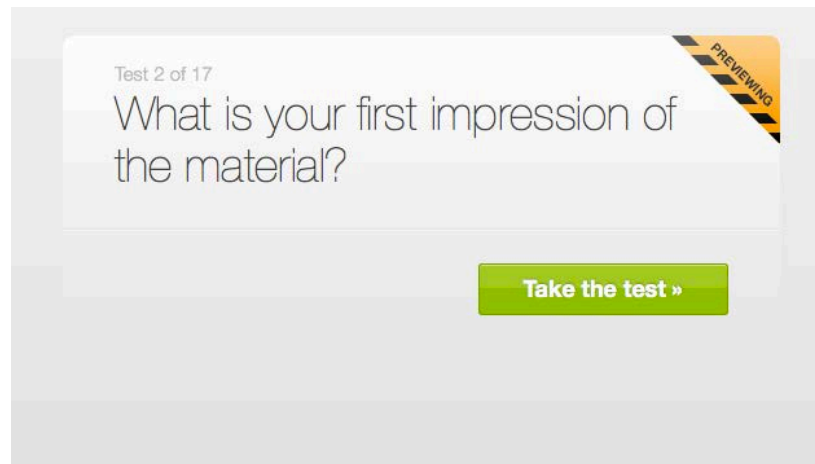 Test 2 of 17
PREVIEWING
What is your first impression of
the material?
Take the test »